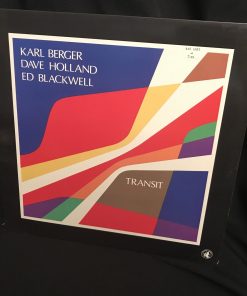 KARL BERGER
DAVE HOLLAND
ED BLACKWELL
TRANSIT